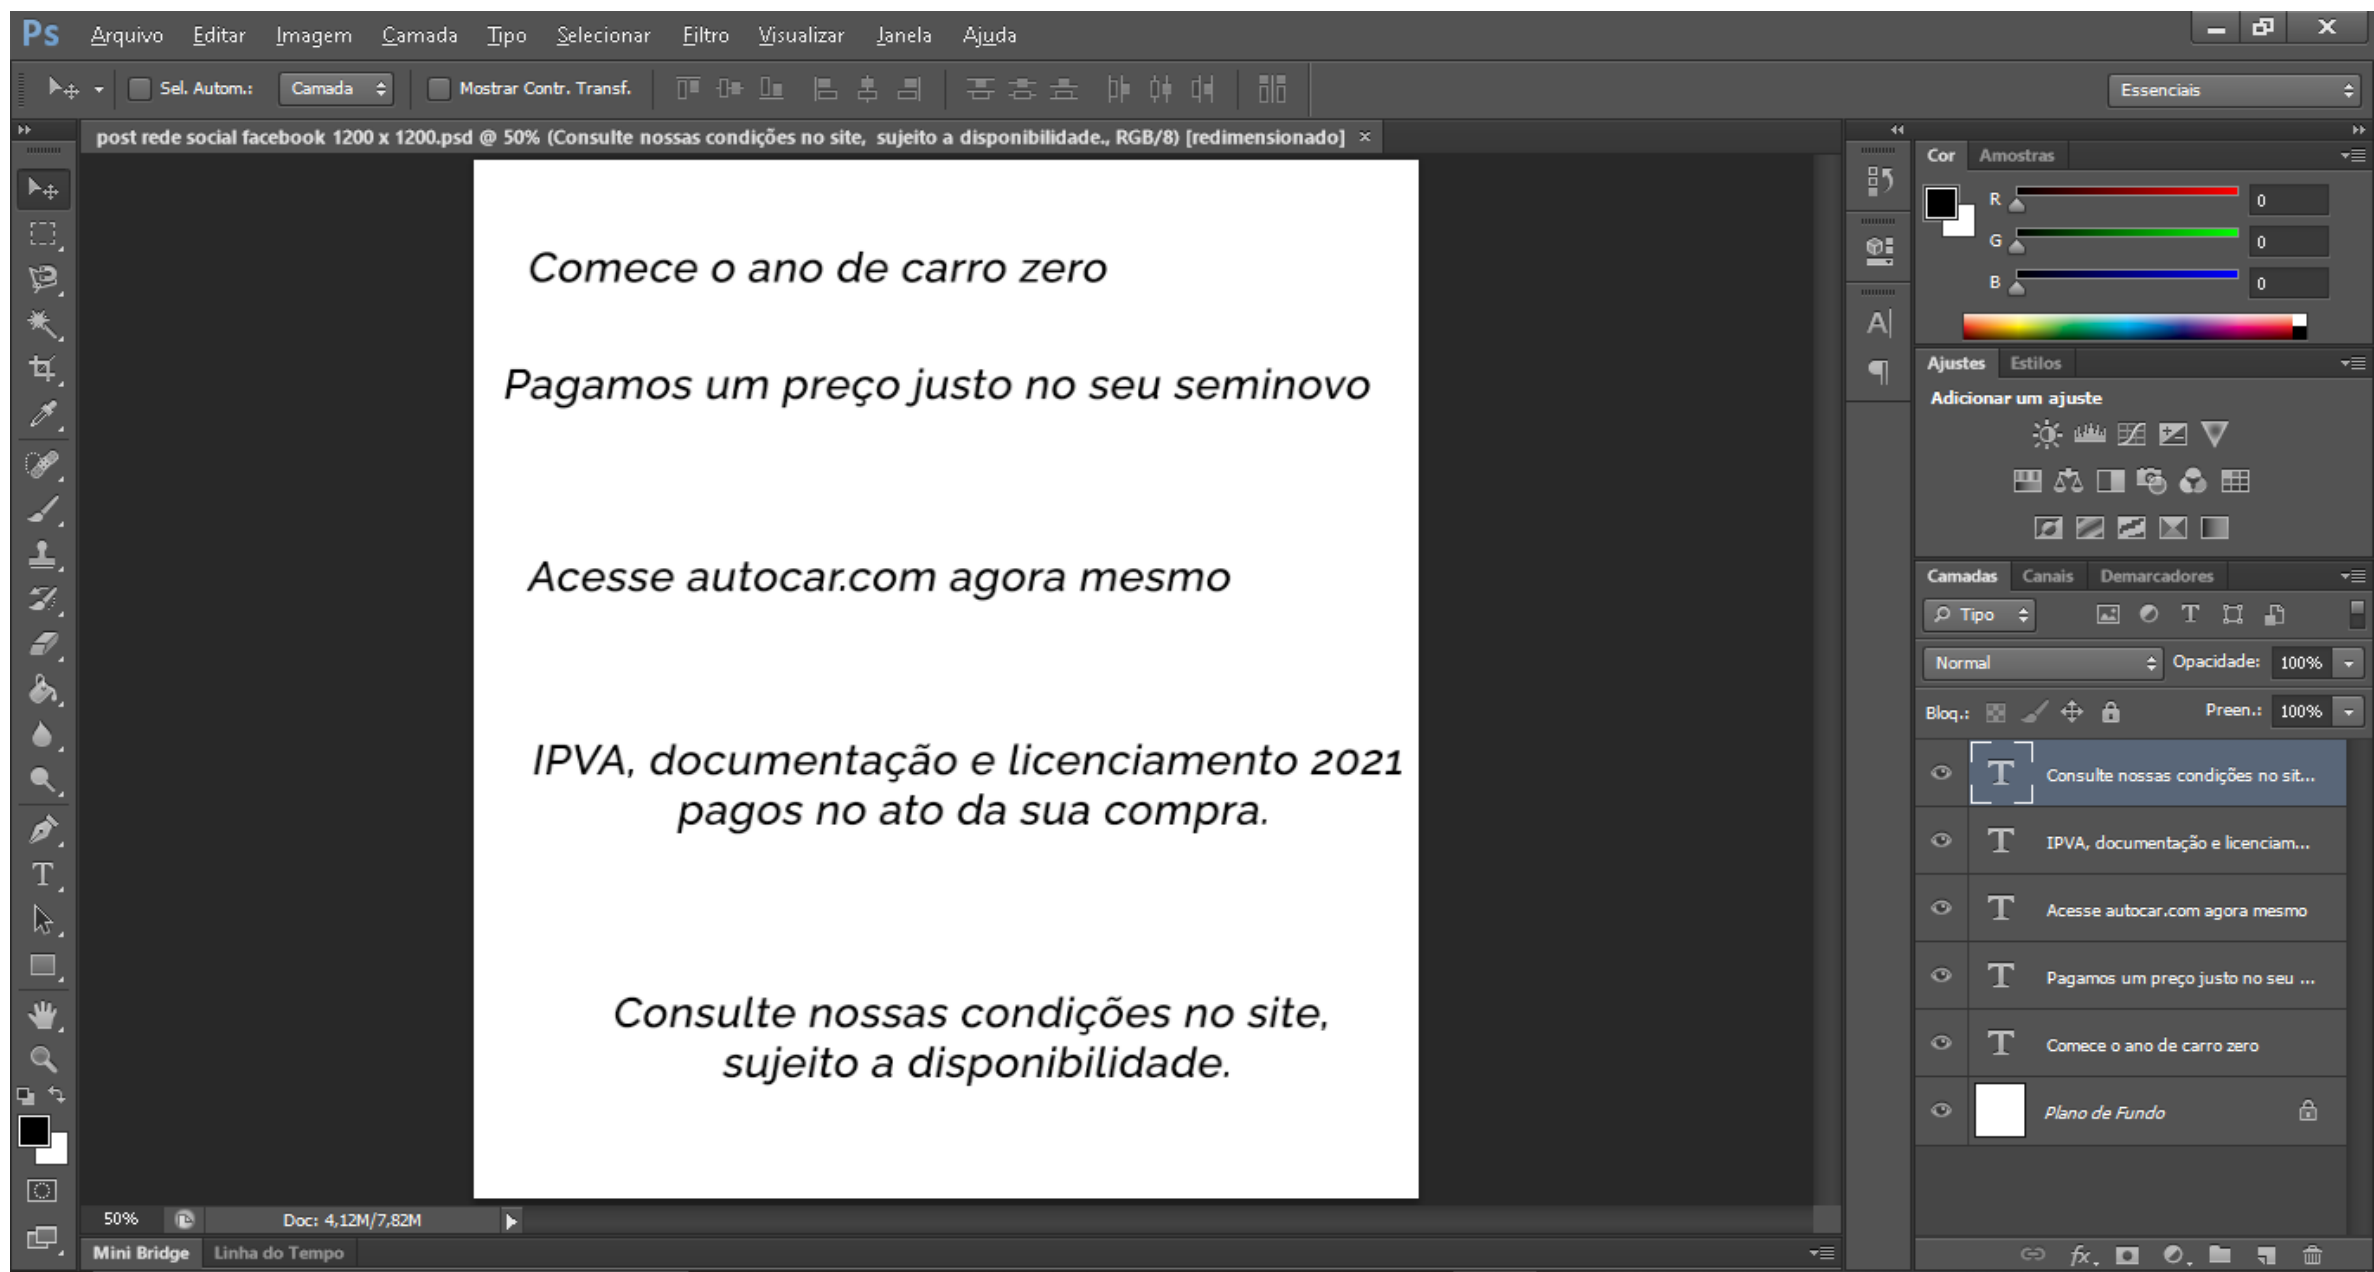 Ps Arquivo Editar Imagem Camada Tipo Selecionar Filtro Visualizar Janela Ajuda
Sel. Autom.: Camada Mostrar Contr. Transf. Essenciais
post rede social facebook 1200 x 1200.psd @ 50% (Consulte nossas condições no site, sujeito a disponibilidade., RGB/8) [redimensionado] ×
Comece o ano de carro zero
Pagamos um preço justo no seu seminovo
Acesse autocar.com agora mesmo
IPVA, documentação e licenciamento 2021
pagos no ato da sua compra.
Consulte nossas condições no site,
sujeito a disponibilidade.
Cor Amostras
R 0
G 0
B 0
Ajustes Estilos
Adicionar um ajuste
Camadas Canais Demarcadores
Tipo
Normal Opacidade: 100%
Bloq.: Preen.: 100%
Consulte nossas condições no sit...
IPVA, documentação e licenciam...
Acesse autocar.com agora mesmo
Pagamos um preço justo no seu ...
Comece o ano de carro zero
Plano de Fundo
50% Doc: 4,12M/7,82M
Mini Bridge Linha do Tempo
fx